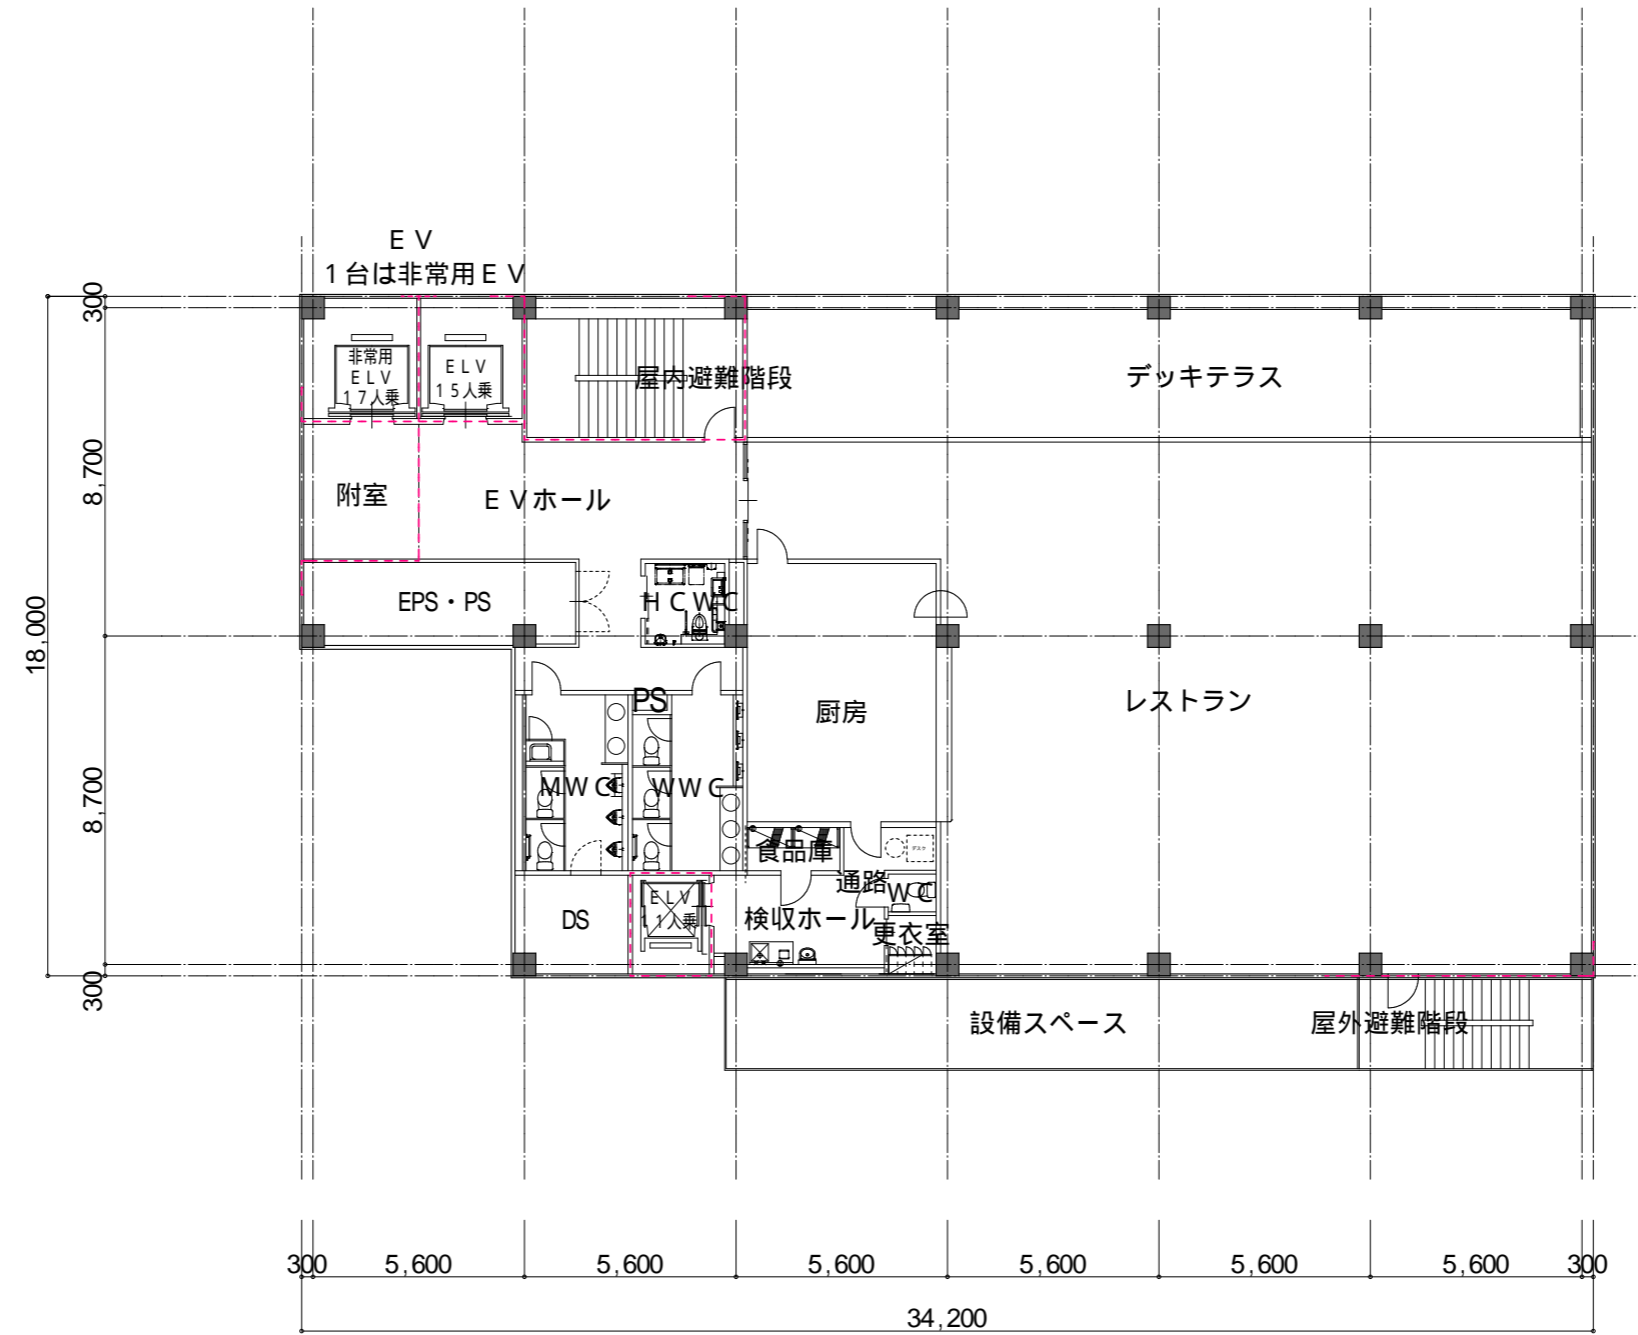 ＥＶ
１台は非常用ＥＶ
300
非常用
ＥＬＶ
１７人乗
ＥＬＶ
１５人乗
屋内避難階段
デッキテラス
8,700
附室
ＥＶホール
18,000
EPS・PS
ＨＣＷＣ
PS
厨房
レストラン
8,700
ＭＷＣ
ＷＷＣ
デスク
食品庫
通路
ＷＣ
DS
ＥＬＶ
１１人乗
検収ホール
更衣室
300
設備スペース
屋外避難階段
300
5,600
5,600
5,600
5,600
5,600
5,600
300
34,200